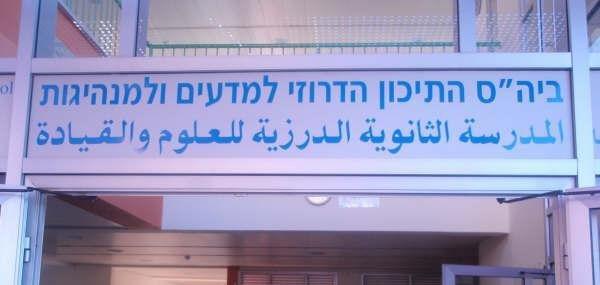 ביה"ס התיכון הדרוזי למדעים ולמנהיגות
المدرسة الثانوية الدرزية للعلوم والقيادة